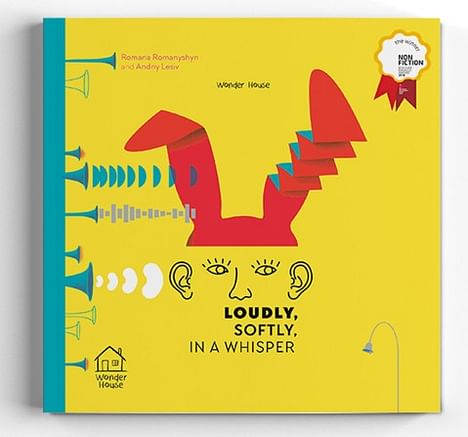 Romana Romanyshyn
and Andriy Lesiv
the winner
NON
FICTION
Wonder House
LOUDLY,
SOFTLY,
IN A WHISPER
Wonder
House